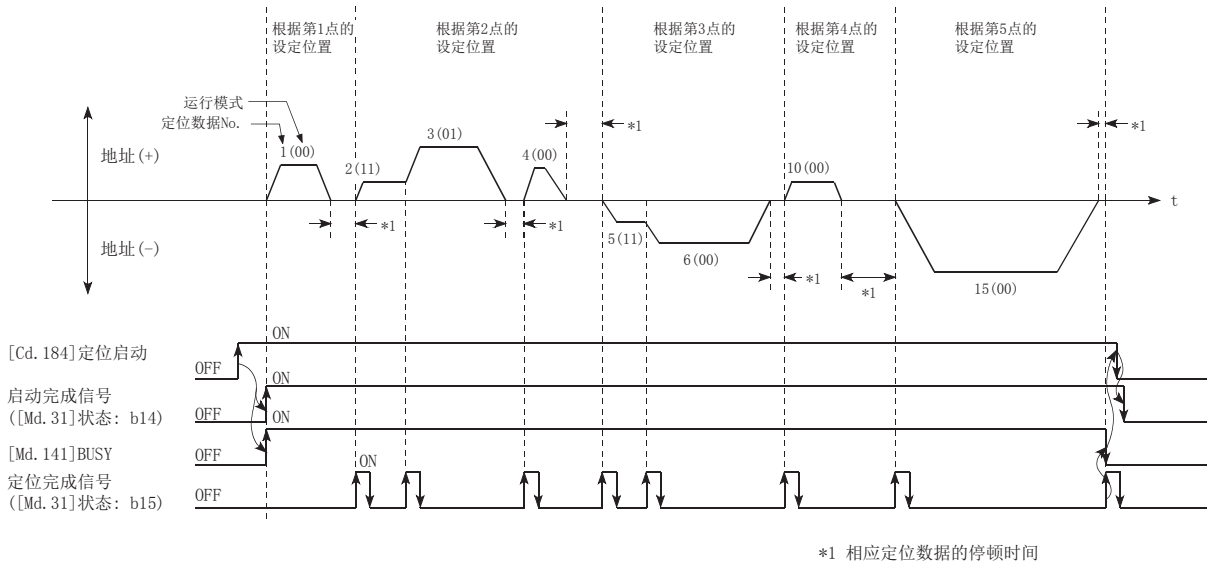 根据第1点的
设定位置
根据第2点的
设定位置
根据第3点的
设定位置
根据第4点的
设定位置
根据第5点的
设定位置
运行模式
定位数据No.
地址(+)
地址(-)
1(00)
2(11)
3(01)
4(00)
5(11)
6(00)
10(00)
15(00)
*1
*1
*1
*1
*1
*1
t
[Cd.184]定位启动
OFF
ON
启动完成信号
([Md.31]状态: b14)
OFF
ON
[Md.141]BUSY
OFF
ON
定位完成信号
([Md.31]状态: b15)
OFF
ON
*1 相应定位数据的停顿时间